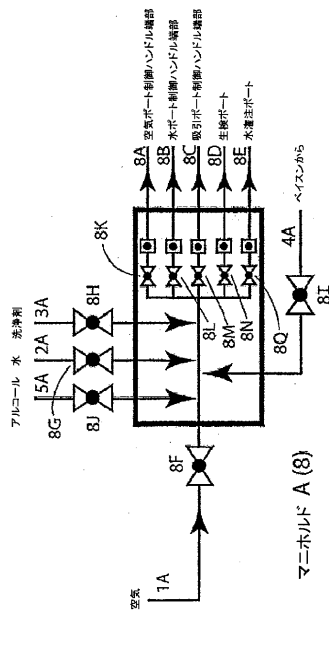 空気ポート制御ハンドル端部
水ポート制御ハンドル端部
吸引ポート制御ハンドル端部
生検ポート
水灌注ポート
8A
8B
8C
8D
8E
8K
8L
8M
8N
8Q
ベイスンから
4A
8I
洗浄剤
3A
8H
水
2A
8G
アルコール
5A
8J
8F
空気
1A
マニホルド A (8)